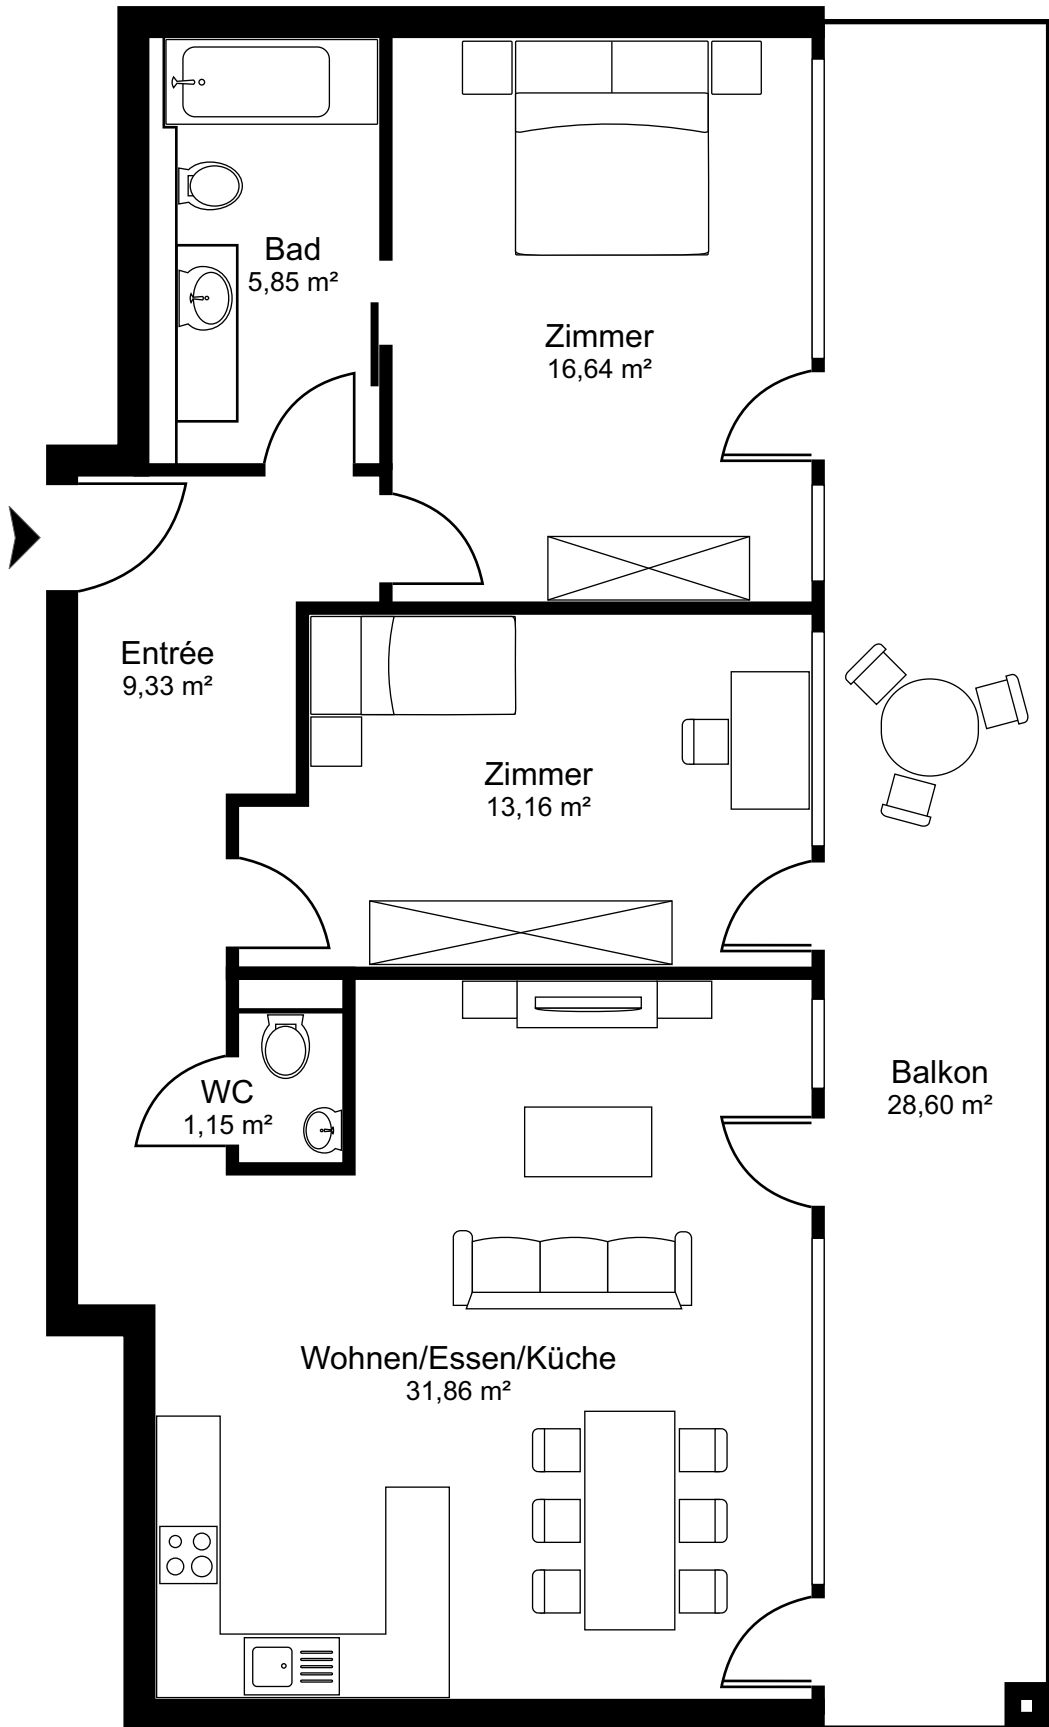 Bad
5,85 m²
Zimmer
16,64 m²
Entrée
9,33 m²
Zimmer
13,16 m²
WC
1,15 m²
Balkon
28,60 m²
Wohnen/Essen/Küche
31,86 m²